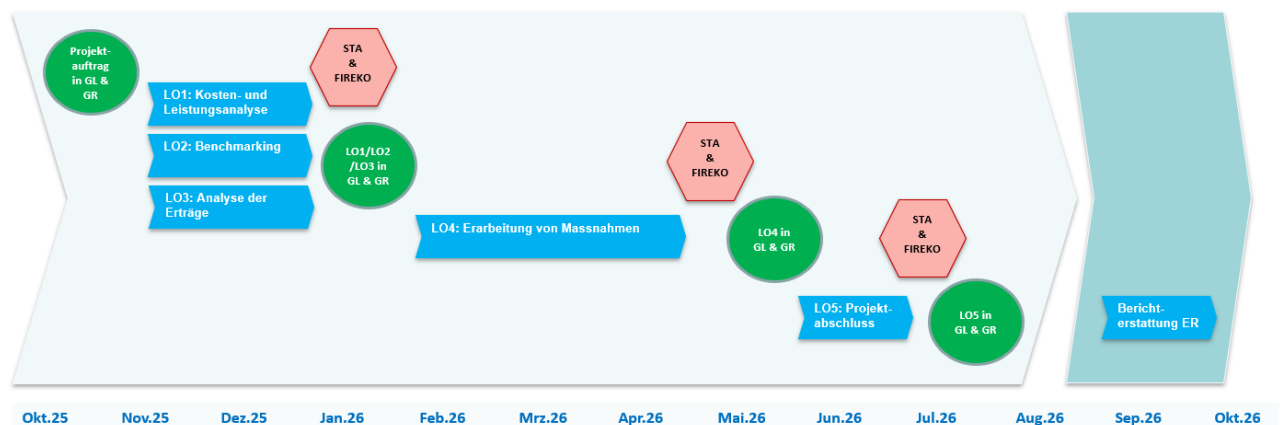 Projekt-
auftrag
in GL &
GR
LO1: Kosten- und
Leistungsanalyse
LO2: Benchmarking
LO3: Analyse der
Erträge
STA
&
FIREKO
LO1/LO2
/LO3 in
GL & GR
LO4: Erarbeitung von Massnahmen
STA
&
FIREKO
LO4 in
GL & GR
LO5: Projekt-
abschluss
STA
&
FIREKO
LO5 in
GL & GR
Bericht-
erstattung ER
Okt.25 Nov.25 Dez.25 Jan.26 Feb.26 Mrz.26 Apr.26 Mai.26 Jun.26 Jul.26 Aug.26 Sep.26 Okt.26